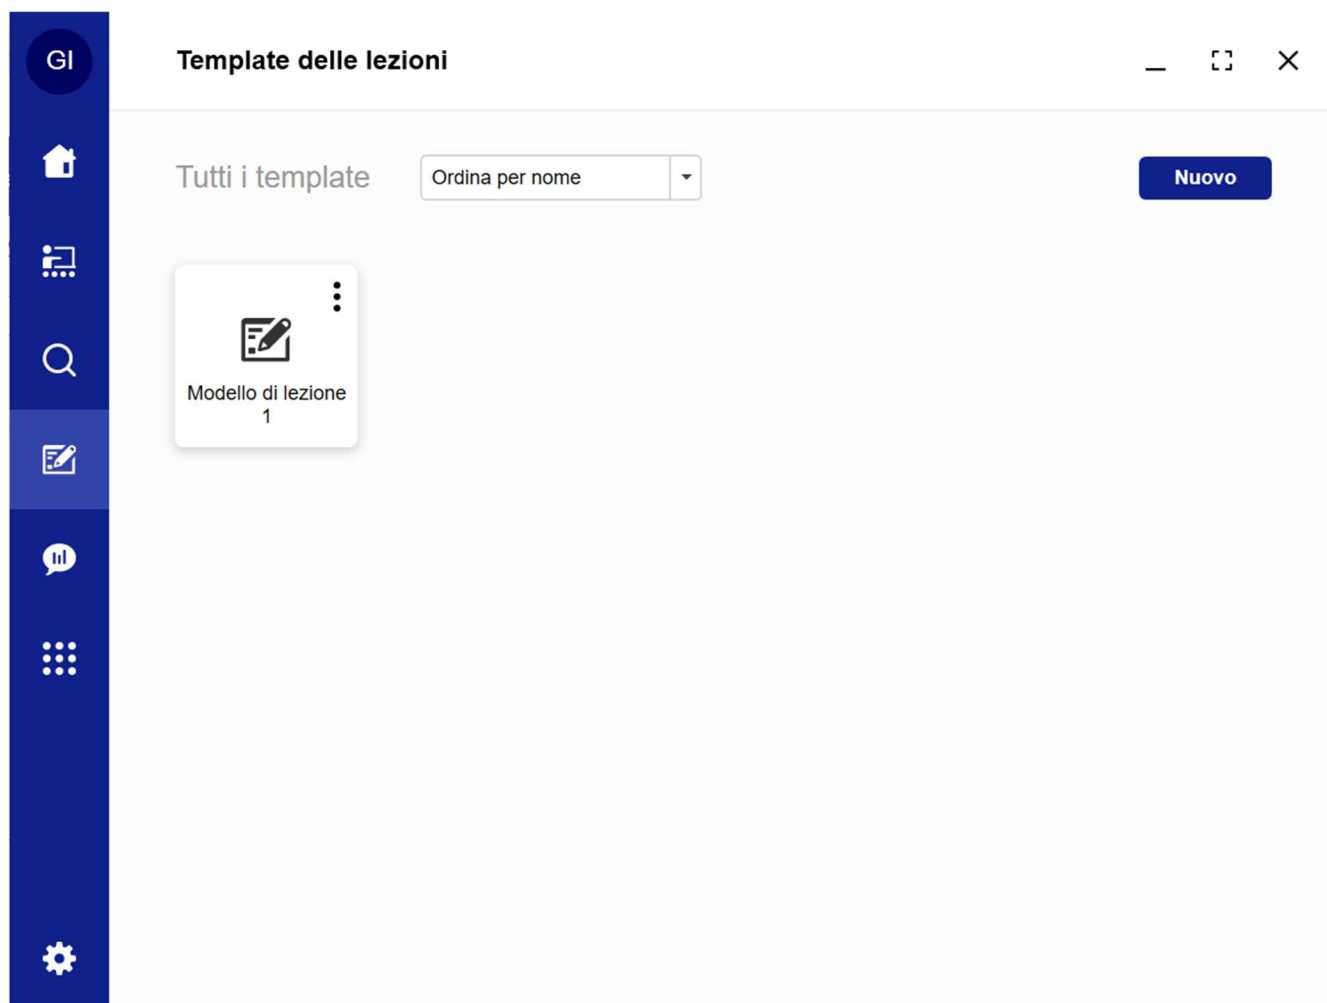 GI
Template delle lezioni
Tutti i template
Ordina per nome
Nuovo
Modello di lezione
1